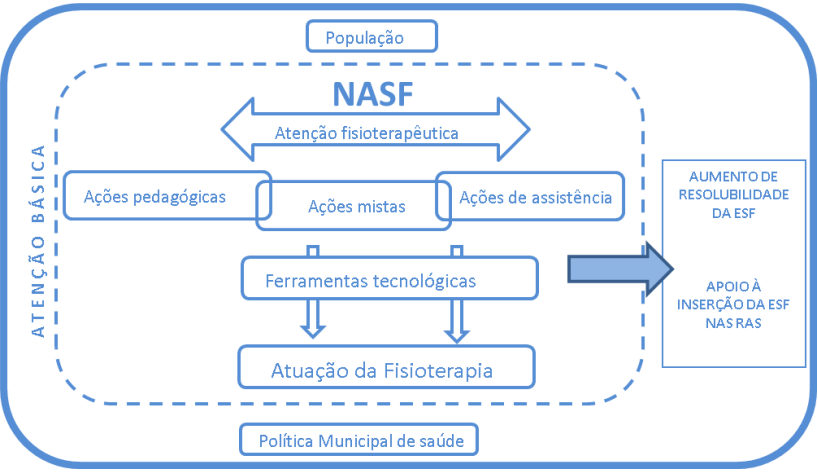 População
NASF
Atenção fisioterapêutica
ATENÇÃO BÁSICA
Ações pedagógicas
Ações mistas
Ações de assistência
Ferramentas tecnológicas
Atuação da Fisioterapia
AUMENTO DE
RESOLUBILIDADE
DA ESF
APOIO À
INSERÇÃO DA ESF
NAS RAS
Política Municipal de saúde